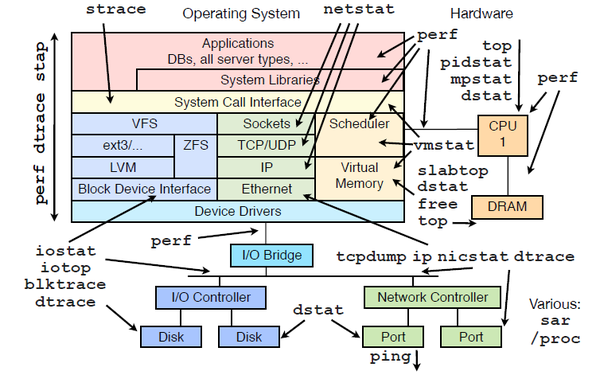 strace
Operating System
netstat
Hardware
perf dtrace stap
Applications
DBs, all server types, ...
System Libraries
System Call Interface
perf
top
pidstat
mpstat
dstat
perf
VFS
Sockets
Scheduler
ext3/...
ZFS
TCP/UDP
vmstat
CPU
1
LVM
IP
Virtual
Memory
slabtop
dstat
free
top
DRAM
Block Device Interface
Ethernet
Device Drivers
perf
iostat
iotop
blktrace
dtrace
I/O Bridge
tcpdump ip nicstat dtrace
I/O Controller
Network Controller
Disk
Disk
dstat
Port
Port
ping
Various:
sar
/proc